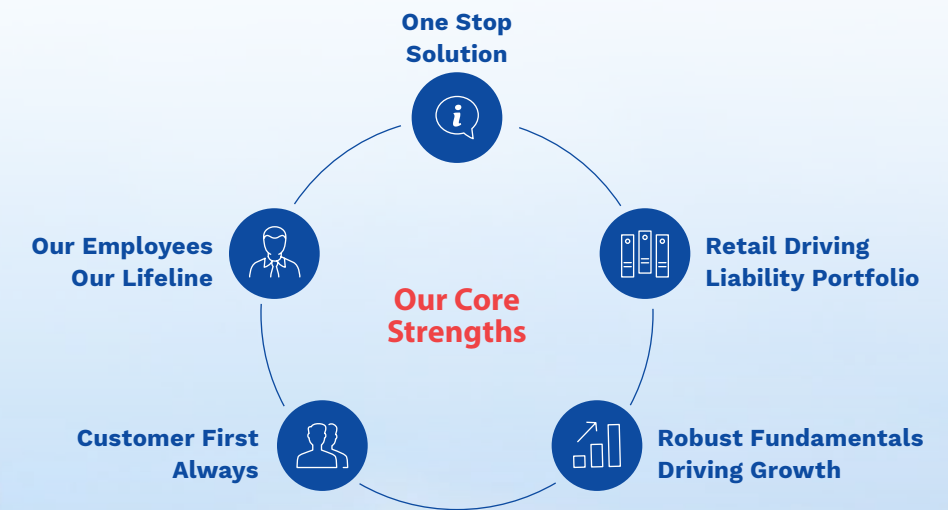 One Stop
Solution
Our Employees
Our Lifeline
Retail Driving
Liability Portfolio
Our Core
Strengths
Customer First
Always
Robust Fundamentals
Driving Growth